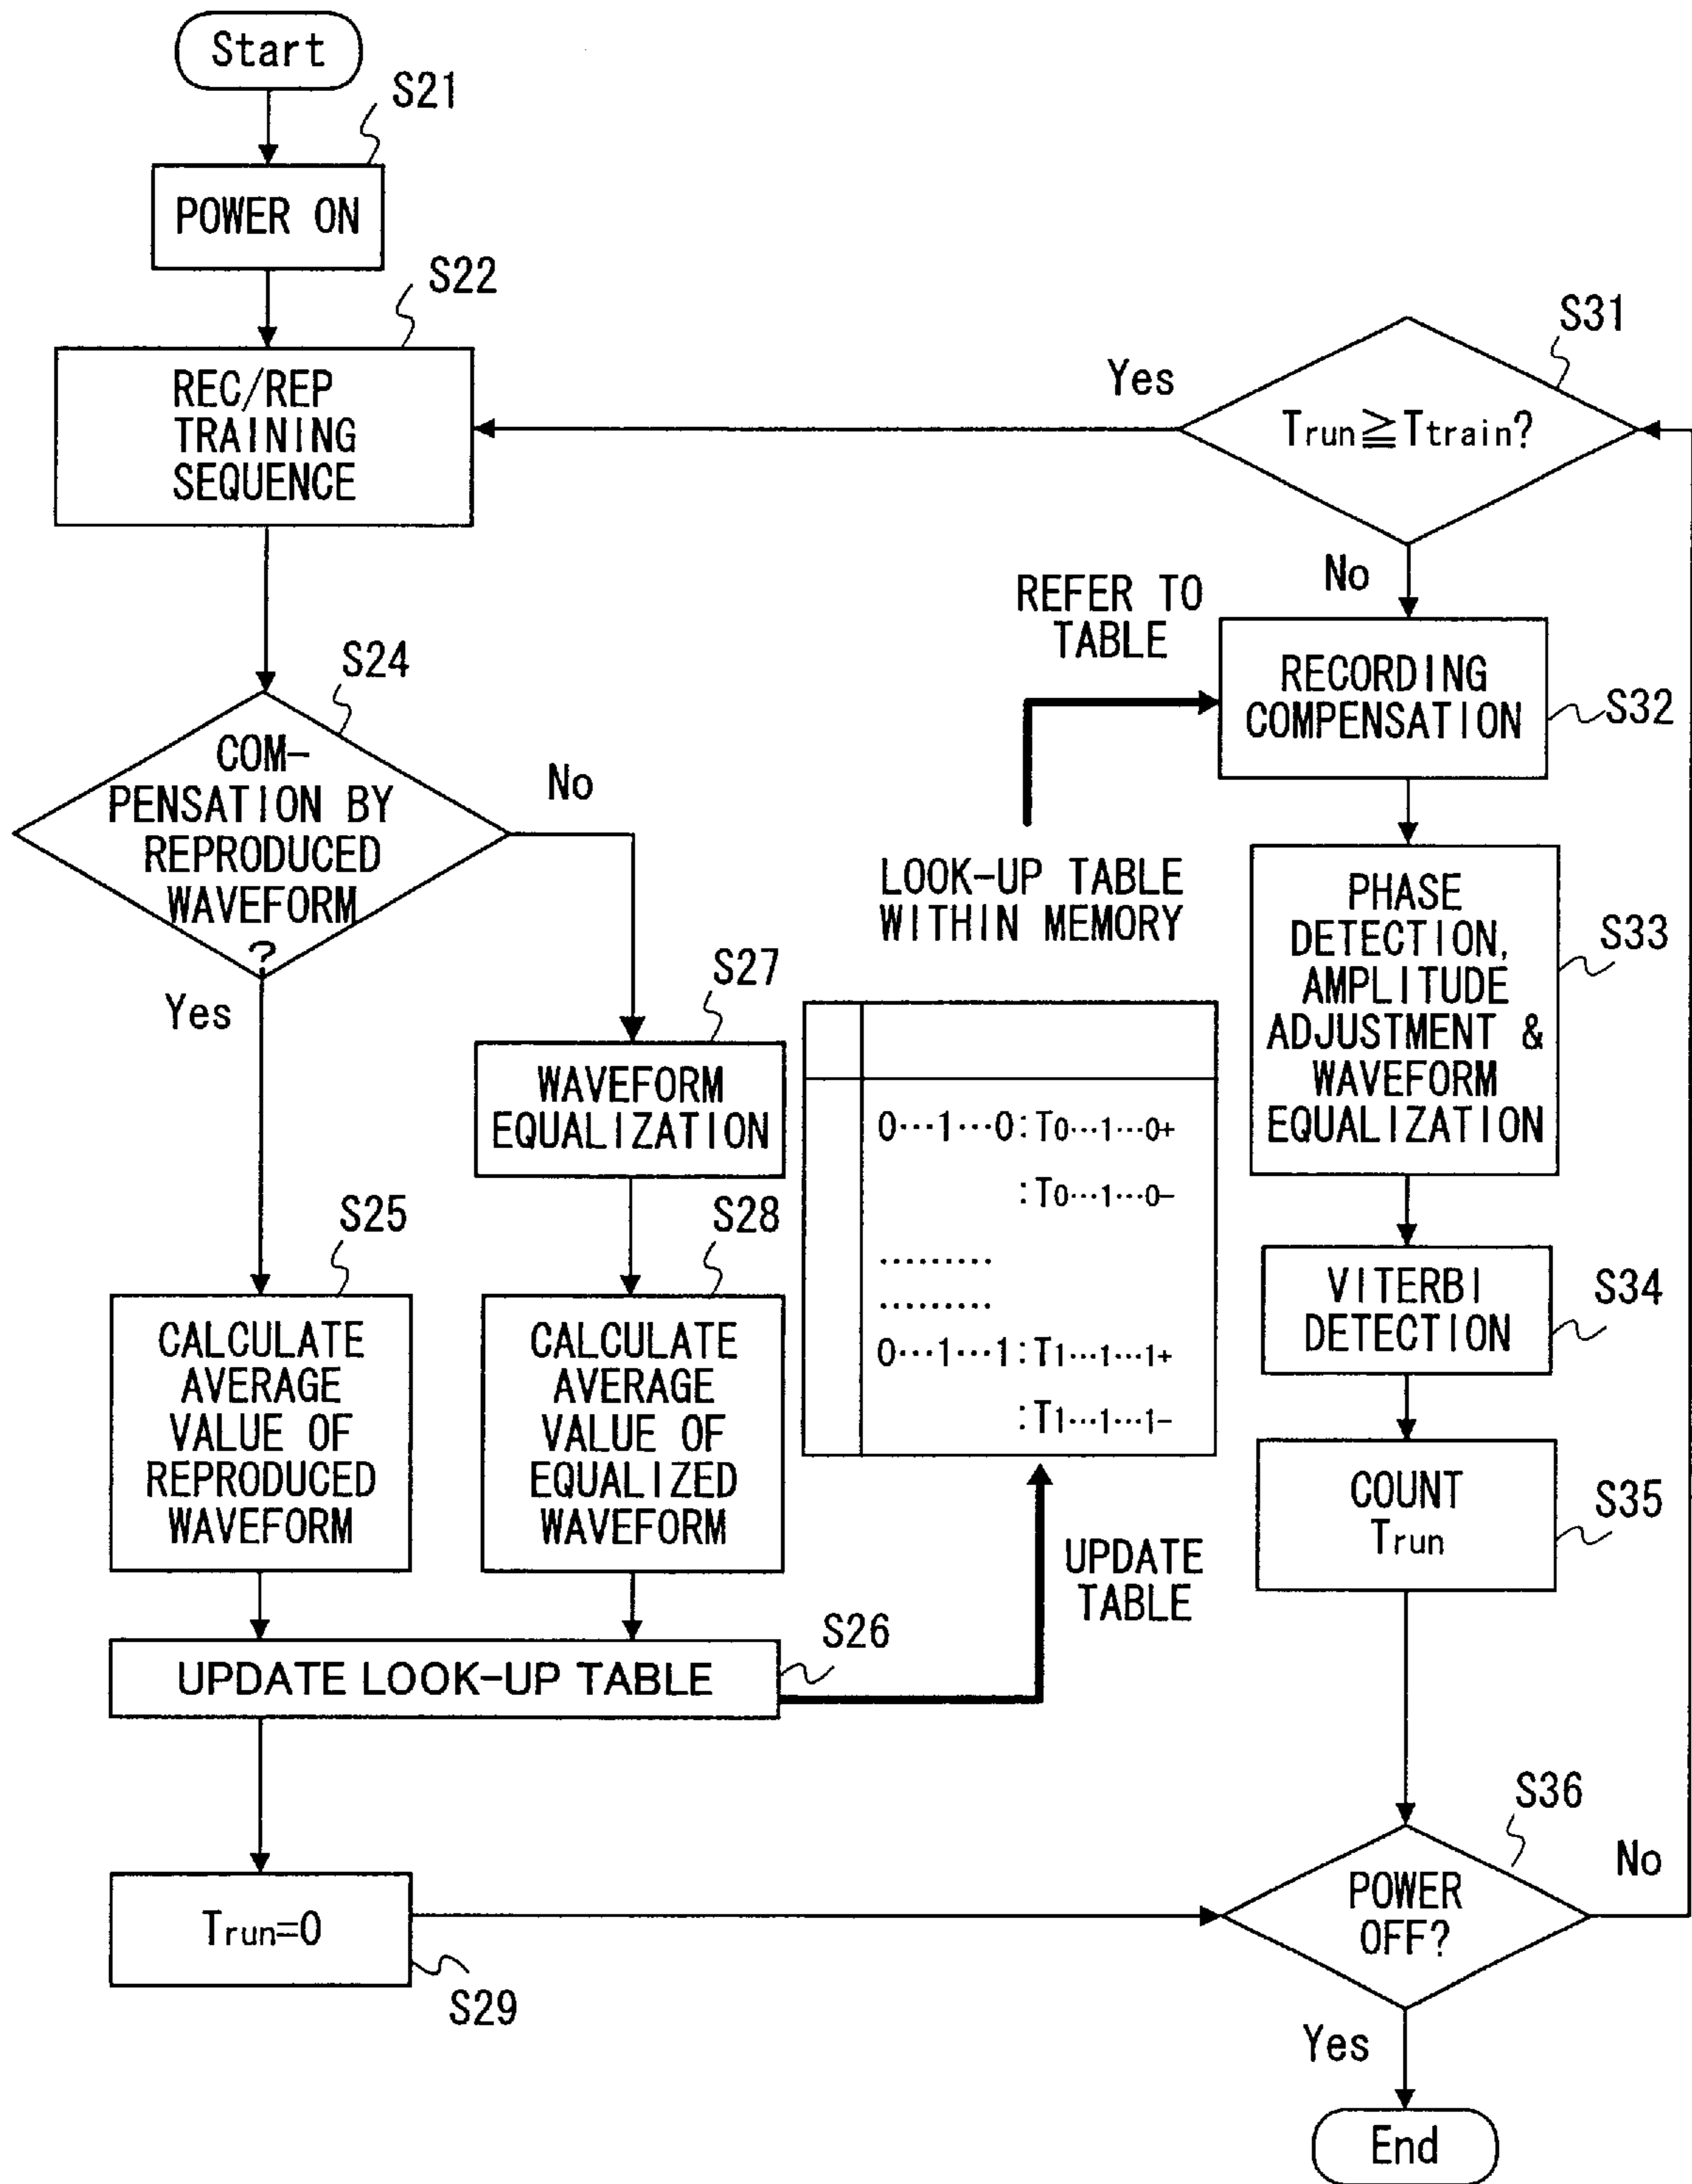 Start
S21
POWER ON
S22
REC/REP
TRAINING
SEQUENCE
S24
COM-
PENSATION BY
REPRODUCED
WAVEFORM
?
No
Yes
S27
WAVEFORM
EQUALIZATION
S25
CALCULATE
AVERAGE
VALUE OF
REPRODUCED
WAVEFORM
S28
CALCULATE
AVERAGE
VALUE OF
EQUALIZED
WAVEFORM
S26
UPDATE LOOK-UP TABLE
Trun=0
S29
UPDATE
TABLE
LOOK-UP TABLE
WITHIN MEMORY
0···1···0:T0···1···0+
:T0···1···0-
·········
·········
0···1···1:T1···1···1+
:T1···1···1-
REFER TO
TABLE
S31
Trun≧Ttrain?
Yes
No
RECORDING
COMPENSATION
S32
PHASE
DETECTION,
AMPLITUDE
ADJUSTMENT &
WAVEFORM
EQUALIZATION
S33
VITERBI
DETECTION
S34
COUNT
Trun
S35
S36
POWER
OFF?
No
Yes
End